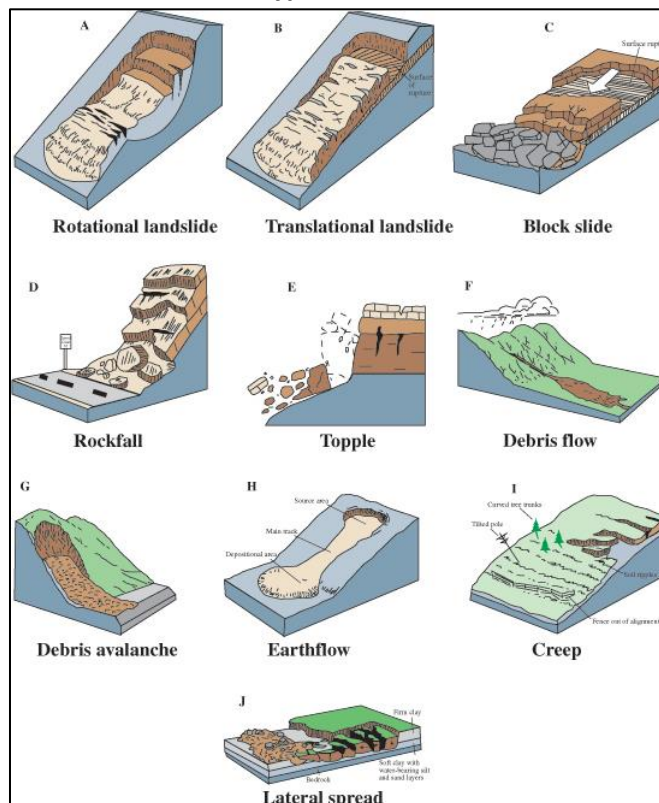 A
B
C
Surface rupt
Surface of rupture
Rotational landslide
Translational landslide
Block slide
D
E
F
Rockfall
Topple
Debris flow
G
H
I
Source area
Main track
Depositional area
Curved tree trunks
Tilted pole
Soil ripples
Fence out of alignment
Debris avalanche
Earthflow
Creep
J
Firm clay
Soft clay with
water-bearing silt
and sand layers
Bedrock
Lateral spread